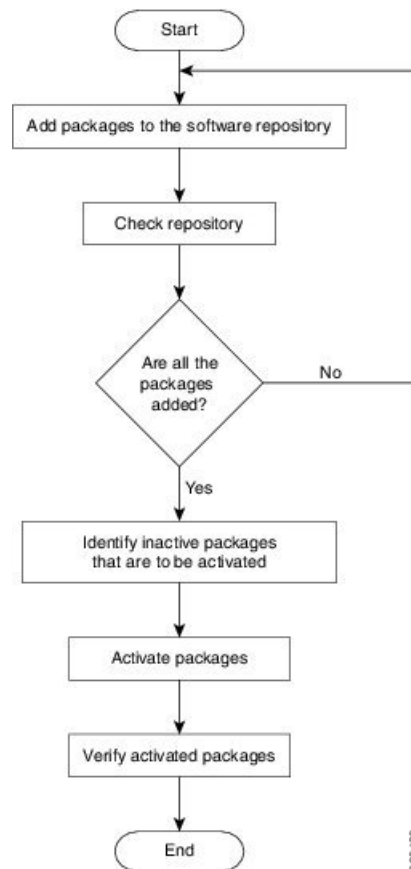 Start
Add packages to the software repository
Check repository
Are all the
packages
added?
No
Yes
Identify inactive packages
that are to be activated
Activate packages
Verify activated packages
End